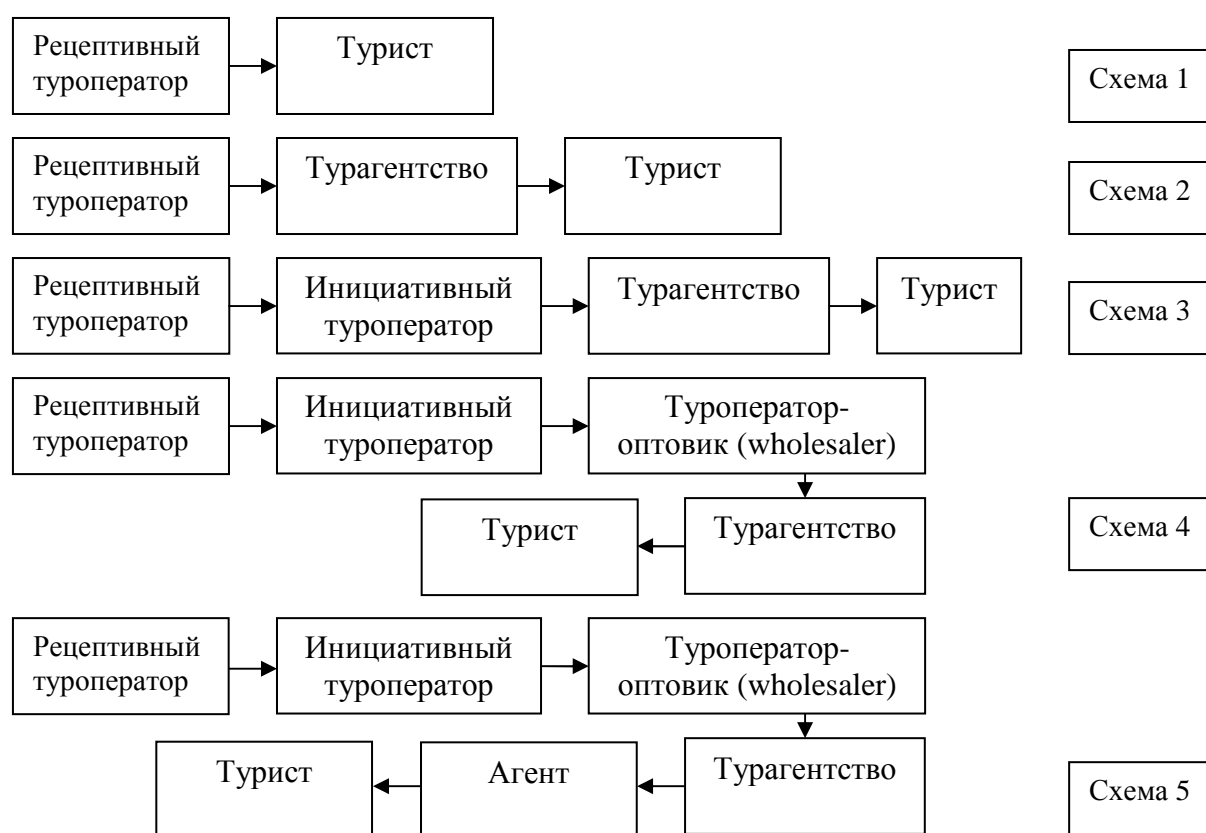 Рецептивный
туроператор
Турист
Схема 1
Рецептивный
туроператор
Турагентство
Турист
Схема 2
Рецептивный
туроператор
Инициативный
туроператор
Турагентство
Турист
Схема 3
Рецептивный
туроператор
Инициативный
туроператор
Туроператор-
оптовик (wholesaler)
Турист
Турагентство
Схема 4
Рецептивный
туроператор
Инициативный
туроператор
Туроператор-
оптовик (wholesaler)
Турист
Агент
Турагентство
Схема 5